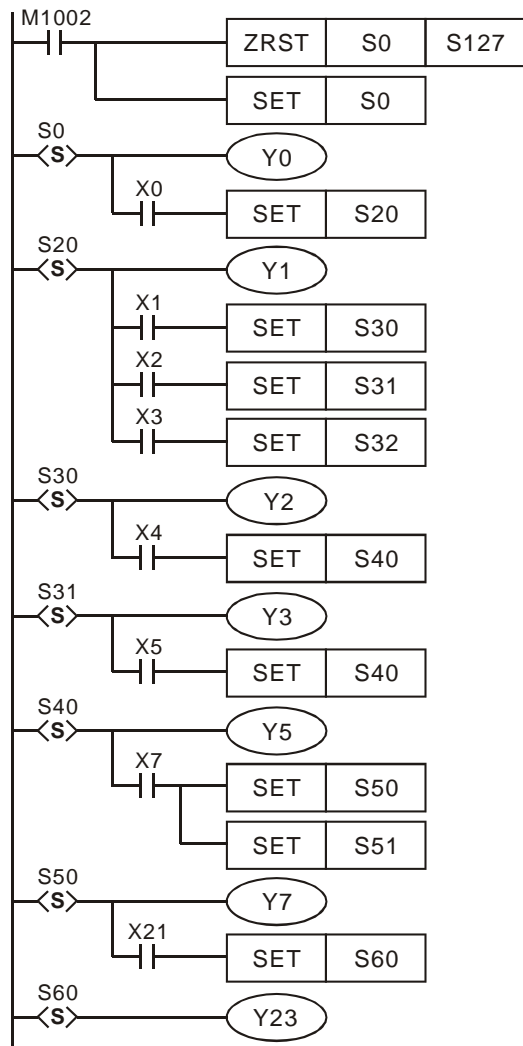 M1002
ZRST S0 S127
SET S0
S0
S Y0
X0
SET S20
S20
S Y1
X1
SET S30
X2
SET S31
X3
SET S32
S30
S Y2
X4
SET S40
S31
S Y3
X5
SET S40
S40
S Y5
X7
SET S50
SET S51
S50
S Y7
X21
SET S60
S60
S Y23